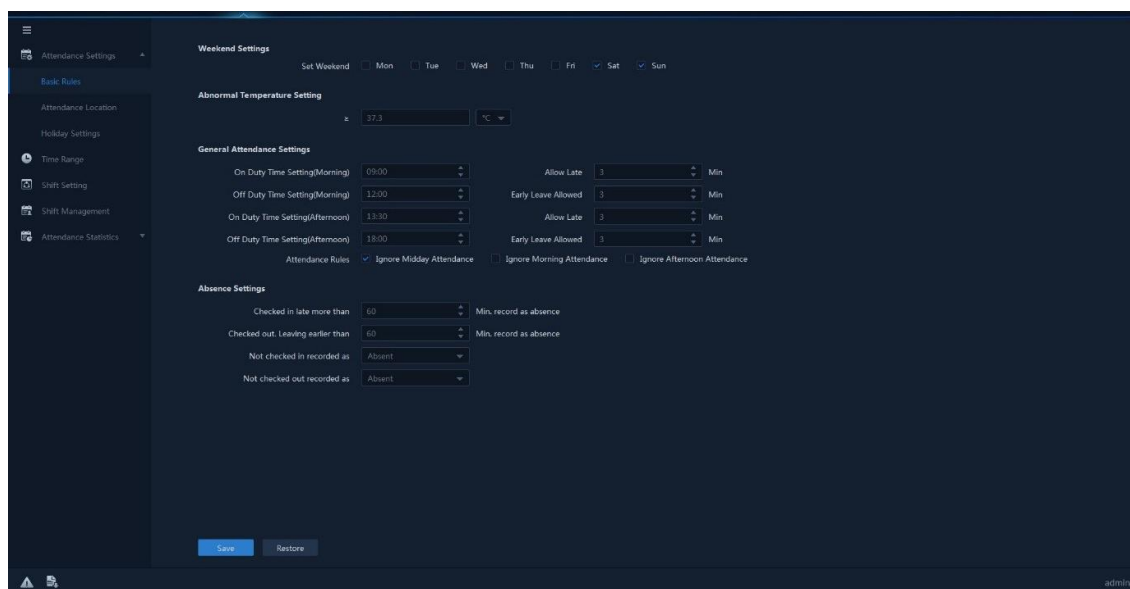 Attendance Settings
Basic Rules
Attendance Location
Holiday Settings
Time Range
Shift Setting
Shift Management
Attendance Statistics
Weekend Settings
Set Weekend Mon Tue Wed Thu Fri Sat Sun
Abnormal Temperature Setting
≥ 37.3 °C
General Attendance Settings
On Duty Time Setting(Morning) 09:00 Allow Late 3 Min
Off Duty Time Setting(Morning) 12:00 Early Leave Allowed 3 Min
On Duty Time Setting(Afternoon) 13:30 Allow Late 3 Min
Off Duty Time Setting(Afternoon) 18:00 Early Leave Allowed 3 Min
Attendance Rules Ignore Midday Attendance Ignore Morning Attendance Ignore Afternoon Attendance
Absence Settings
Checked in late more than 60 Min. record as absence
Checked out. Leaving earlier than 60 Min. record as absence
Not checked in recorded as Absent
Not checked out recorded as Absent
Save Restore
admin